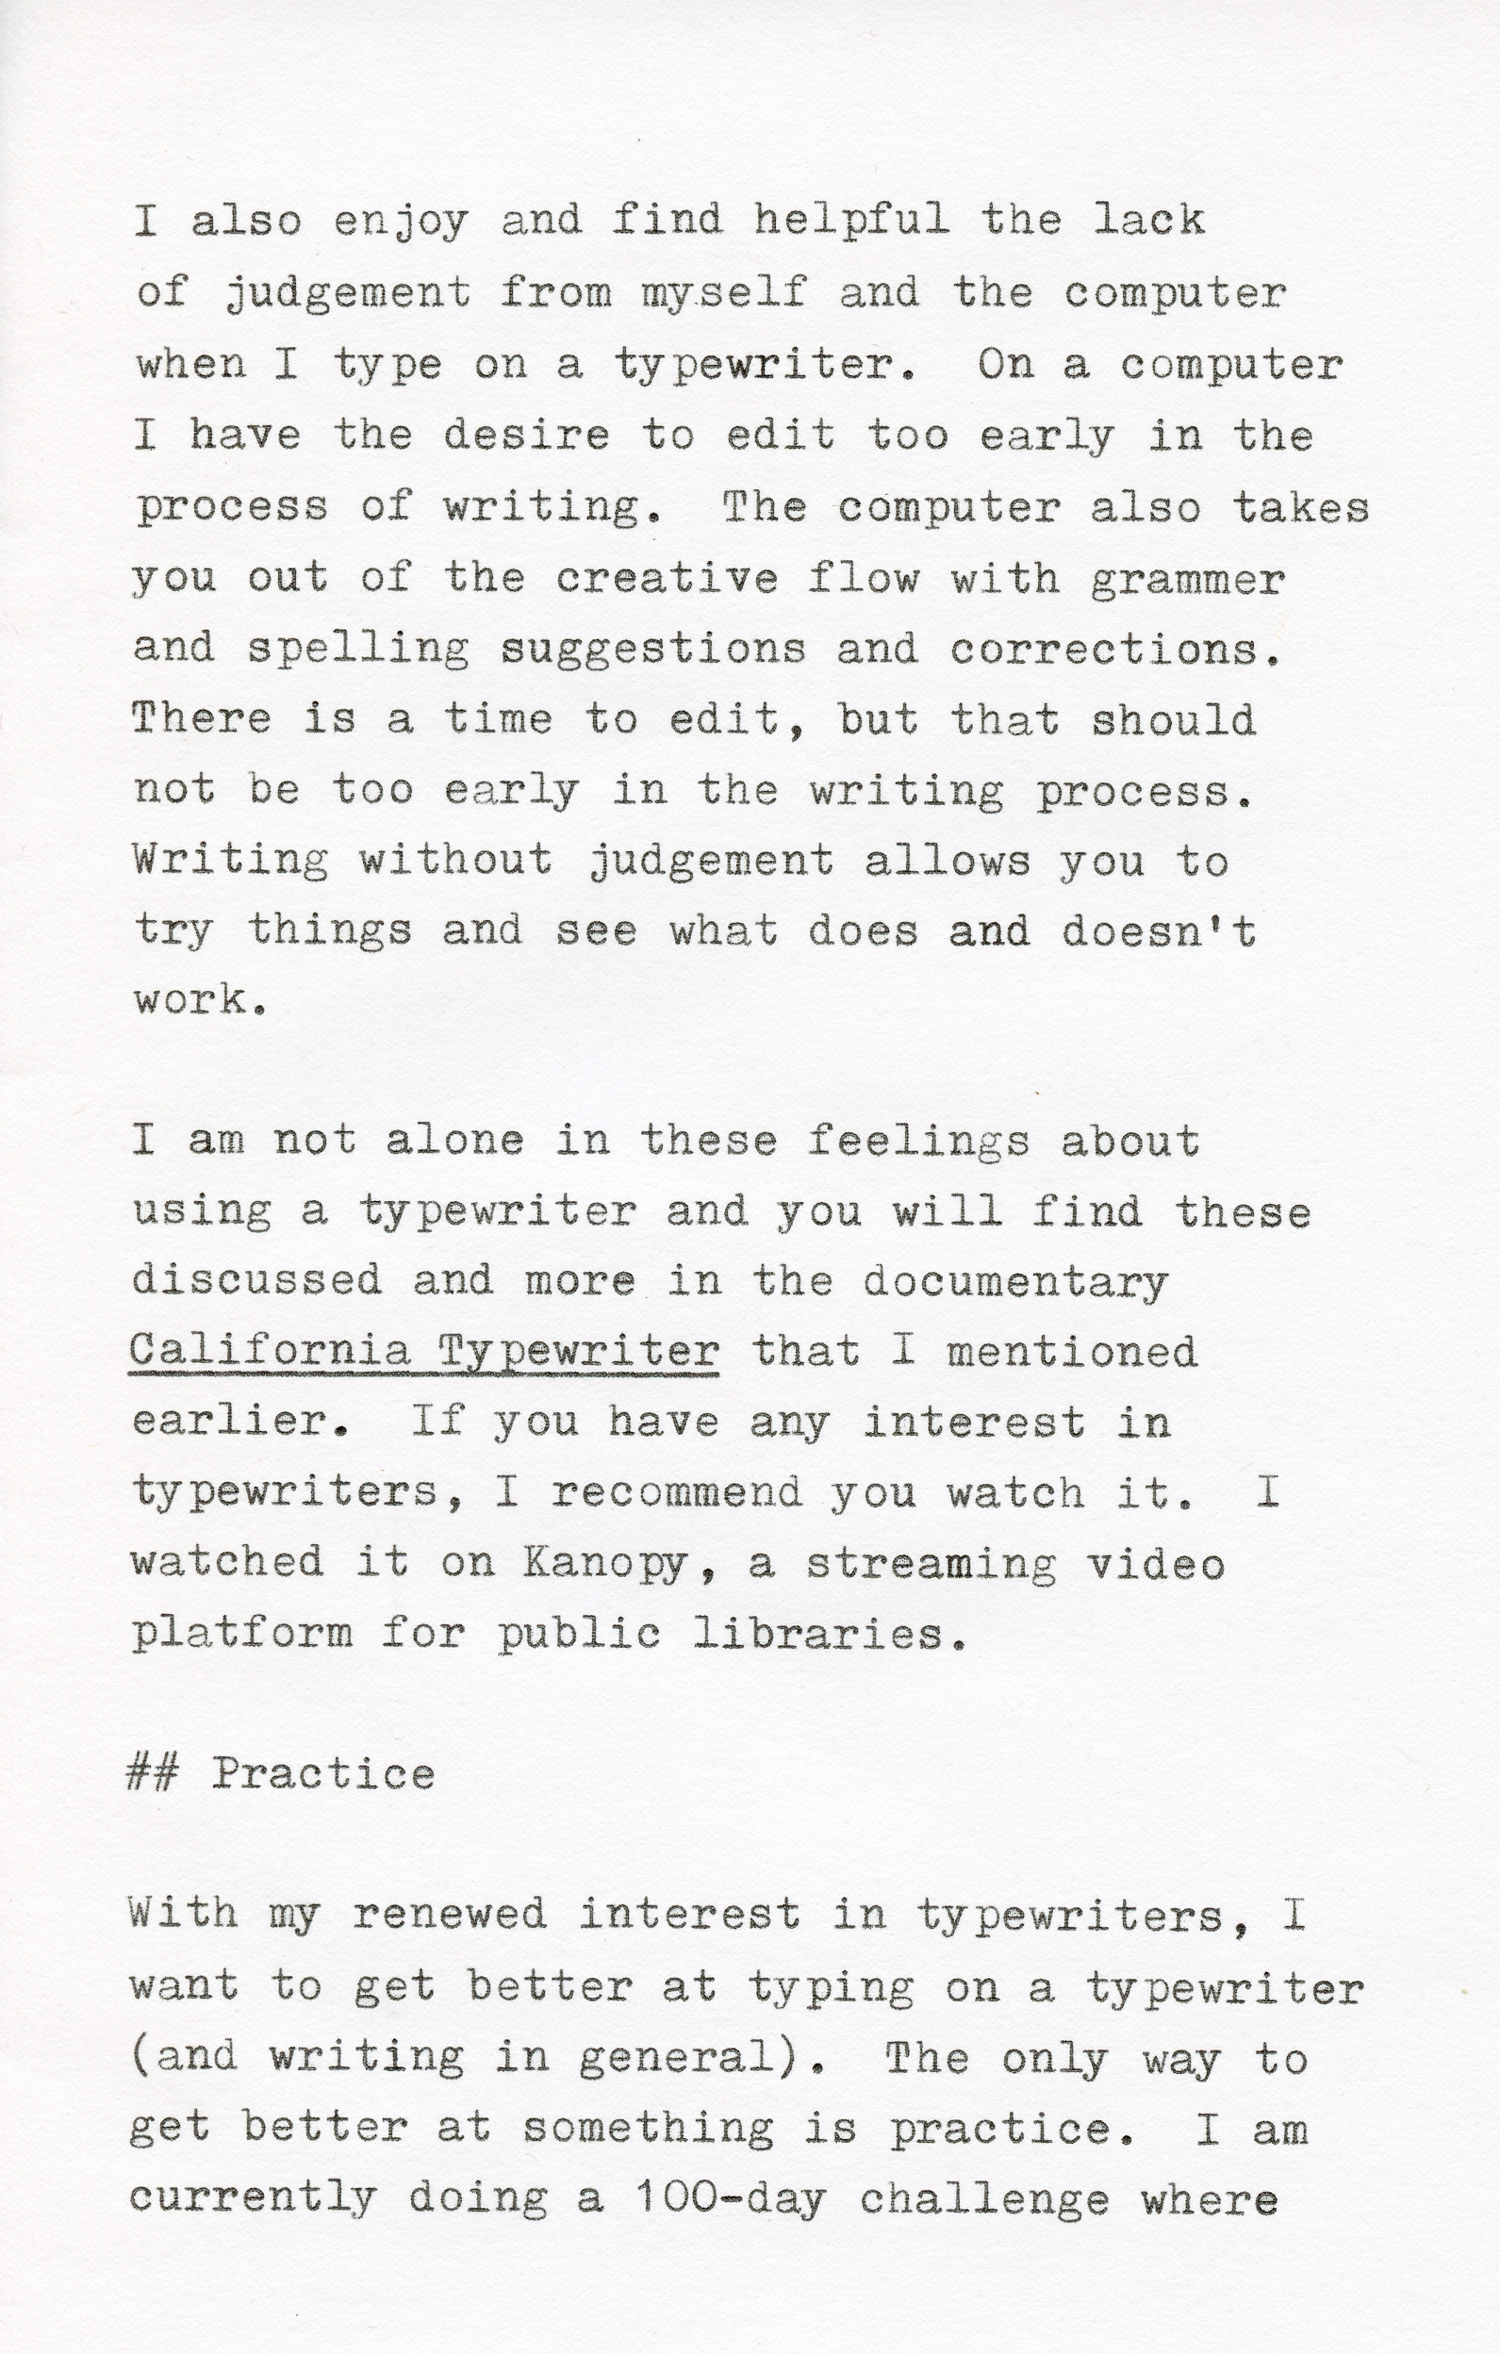 I also enjoy and find helpful the lack
of judgement from myself and the computer
when I type on a typewriter.  On a computer
I have the desire to edit too early in the
process of writing.  The computer also takes
you out of the creative flow with grammer
and spelling suggestions and corrections.
There is a time to edit, but that should
not be too early in the writing process.
Writing without judgement allows you to
try things and see what does and doesn't
work.

I am not alone in these feelings about
using a typewriter and you will find these
discussed and more in the documentary
California Typewriter that I mentioned
earlier.  If you have any interest in
typewriters, I recommend you watch it.  I
watched it on Kanopy, a streaming video
platform for public libraries.

## Practice

With my renewed interest in typewriters, I
want to get better at typing on a typewriter
(and writing in general).  The only way to
get better at something is practice.  I am
currently doing a 100-day challenge where